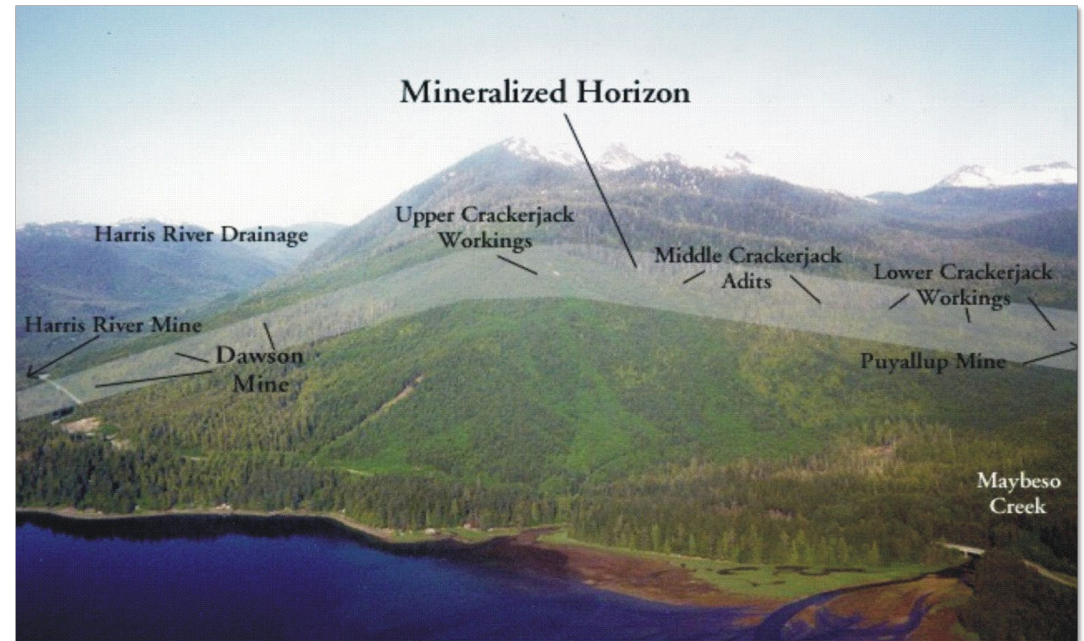 Mineralized Horizon
Upper Crackerjack
Workings
Harris River Drainage
Middle Crackerjack
Adits
Lower Crackerjack
Workings
Harris River Mine
Dawson
Mine
Puyallup Mine
Maybeso
Creek